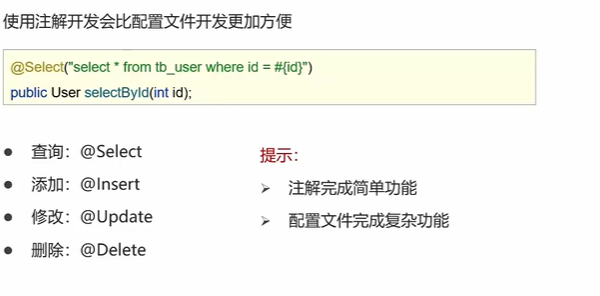 使用注解开发会比配置文件开发更加方便
@Select("select * from tb_user where id = #{id}")
public User selectById(int id);
● 查询：@Select
● 添加：@Insert
● 修改：@Update
● 删除：@Delete
提示：
➢ 注解完成简单功能
➢ 配置文件完成复杂功能